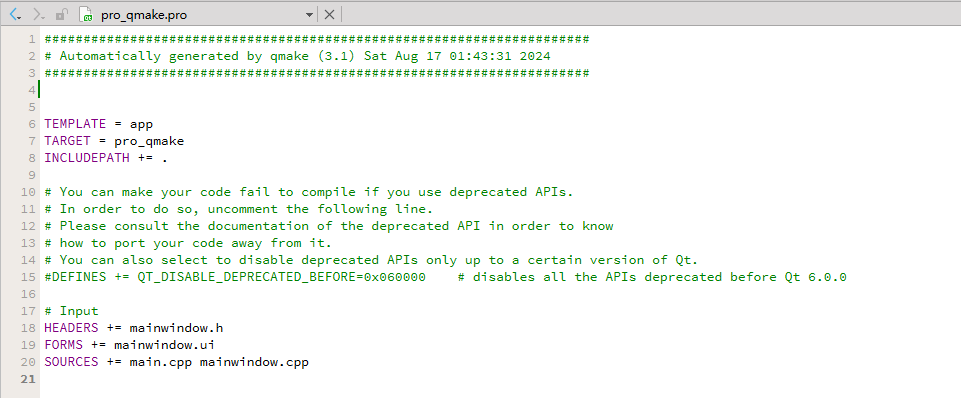 pro_qmake.pro
1 ######################################################################
2 # Automatically generated by qmake (3.1) Sat Aug 17 01:43:31 2024
3 ######################################################################
4
5
6 TEMPLATE = app
7 TARGET = pro_qmake
8 INCLUDEPATH += .
9
10 # You can make your code fail to compile if you use deprecated APIs.
11 # In order to do so, uncomment the following line.
12 # Please consult the documentation of the deprecated API in order to know
13 # how to port your code away from it.
14 # You can also select to disable deprecated APIs only up to a certain version of Qt.
15 #DEFINES += QT_DISABLE_DEPRECATED_BEFORE=0x060000    # disables all the APIs deprecated before Qt 6.0.0
16
17 # Input
18 HEADERS += mainwindow.h
19 FORMS += mainwindow.ui
20 SOURCES += main.cpp mainwindow.cpp
21